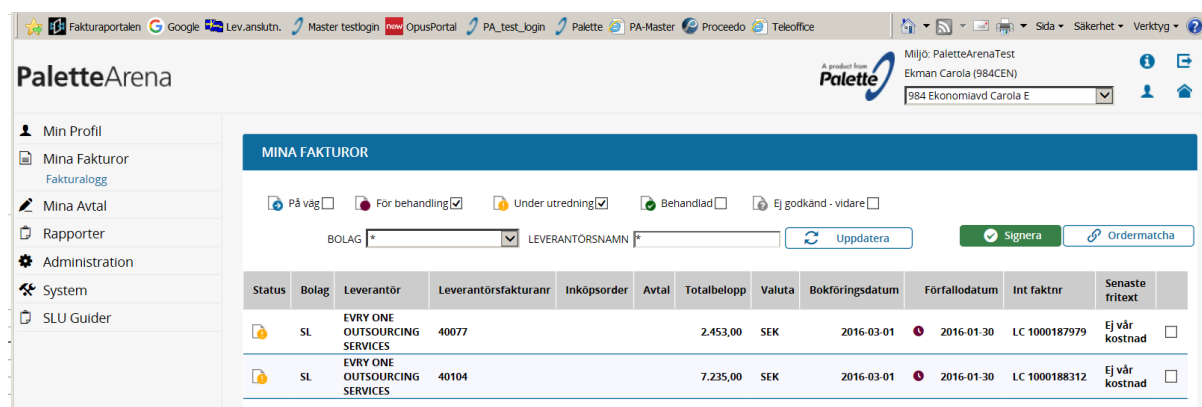 Fakturaportalen Google Lev.anslutn. Master testlogin now OpusPortal PA_test_login Palette PA-Master Proceedo Teleoffice Sida Säkerhet Verktyg
PaletteArena
A product from
Palette
Miljö: PaletteArenaTest
Ekman Carola (984CEN)
984 Ekonomiavd Carola E
Min Profil
Mina Fakturor
Fakturalogg
Mina Avtal
Rapporter
Administration
System
SLU Guider
MINA FAKTUROR
På väg För behandling Under utredning Behandlad Ej godkänd - vidare
BOLAG * LEVERANTÖRSNAMN * Uppdatera Signera Ordermatcha
Status Bolag Leverantör Leverantörsfakturanr Inköpsorder Avtal Totalbelopp Valuta Bokföringsdatum Förfallodatum Int faktnr Senaste
fritext
EVRY ONE
SL OUTSOURCING 40077 2.453,00 SEK 2016-03-01 2016-01-30 LC 1000187979 Ej vår
SERVICES kostnad
EVRY ONE
SL OUTSOURCING 40104 7.235,00 SEK 2016-03-01 2016-01-30 LC 1000188312 Ej vår
SERVICES kostnad